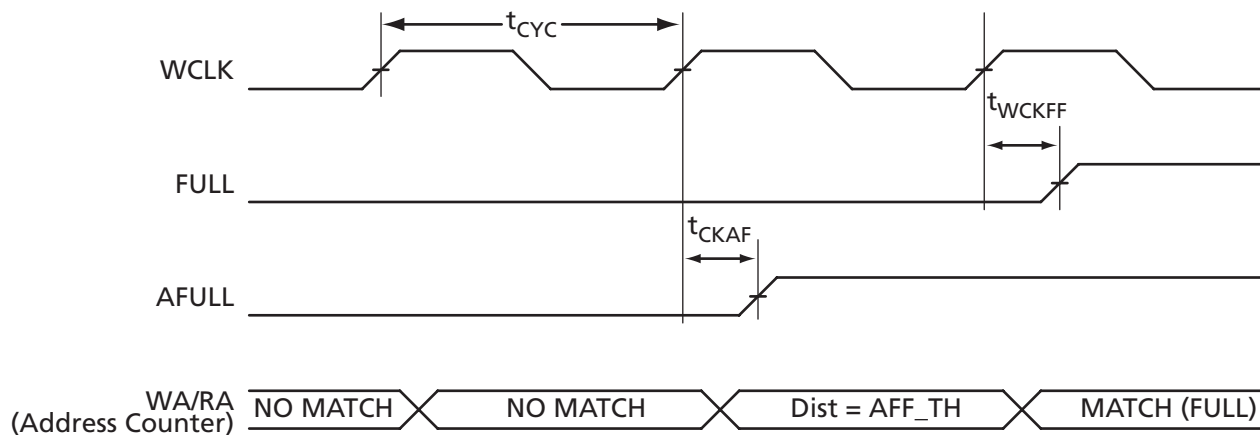 tCYC
WCLK
tWCKFF
FULL
tCKAF
AFULL
WA/RA
(Address Counter)
NO MATCH
NO MATCH
Dist = AFF_TH
MATCH (FULL)